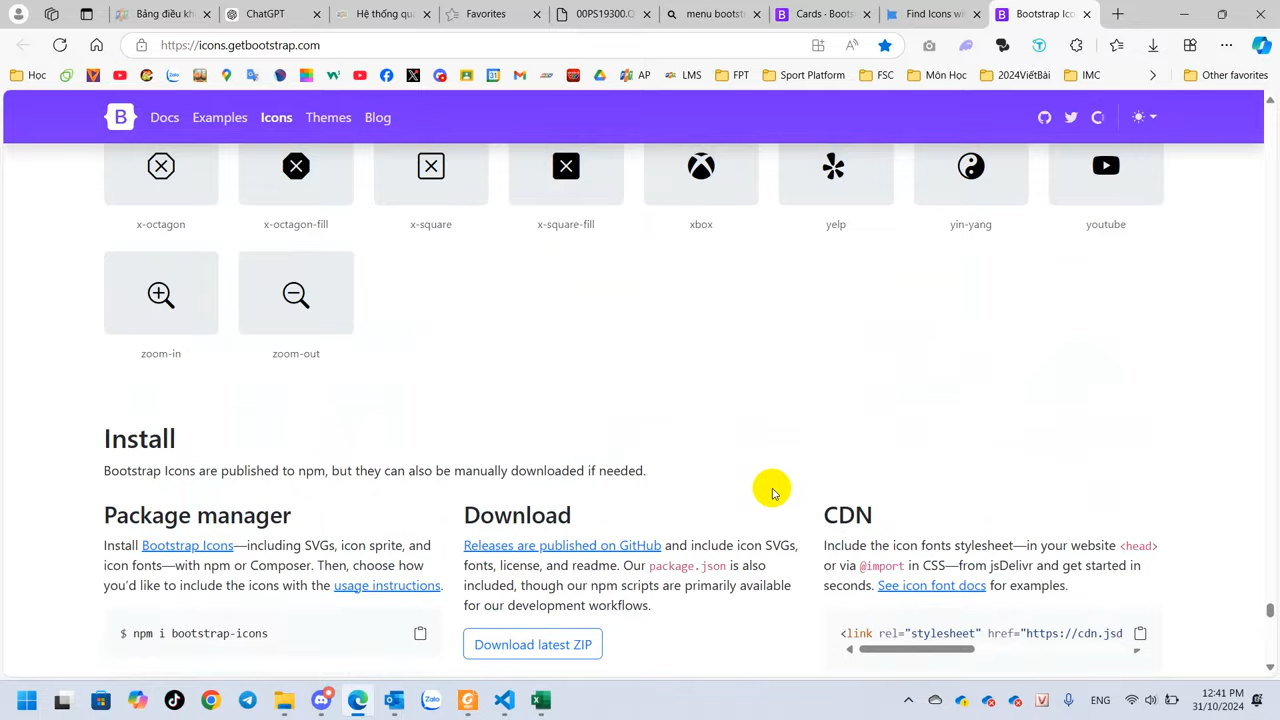 Bảng điều khi
ChatGPT
Hệ thống quả
Favorites
00PS19300.Q
menu bootst
Cards · Boots
Find Icons wi
Bootstrap Ico
https://icons.getbootstrap.com
Học
AP
LMS
FPT
Sport Platform
FSC
Môn Học
2024ViếtBài
IMC
Other favorites
B Docs Examples Icons Themes Blog
x-octagon
x-octagon-fill
x-square
x-square-fill
xbox
yelp
yin-yang
youtube
zoom-in
zoom-out
Install
Bootstrap Icons are published to npm, but they can also be manually downloaded if needed.
Package manager
Install Bootstrap Icons—including SVGs, icon sprite, and
icon fonts—with npm or Composer. Then, choose how
you'd like to include the icons with the usage instructions.
$ npm i bootstrap-icons
Download
Releases are published on GitHub and include icon SVGs,
fonts, license, and readme. Our package.json is also
included, though our npm scripts are primarily available
for our development workflows.
Download latest ZIP
CDN
Include the icon fonts stylesheet—in your website <head>
or via @import in CSS—from jsDelivr and get started in
seconds. See icon font docs for examples.
<link rel="stylesheet" href="https://cdn.jsd
Zalo
ENG
12:41 PM
31/10/2024